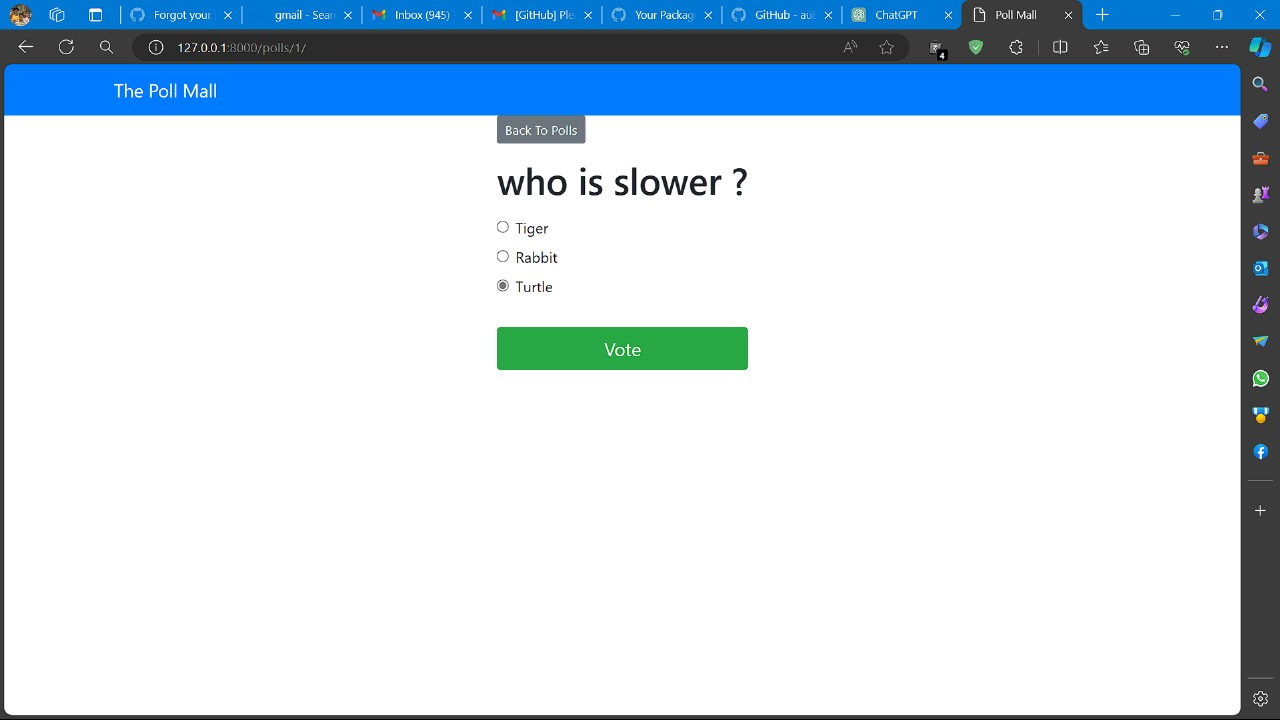 Forgot your
gmail - Sear
Inbox (945)
[GitHub] Ple
Your Packag
GitHub - au
ChatGPT
Poll Mall
127.0.0.1:8000/polls/1/
4
The Poll Mall
Back To Polls
who is slower ?
Tiger
Rabbit
Turtle
Vote